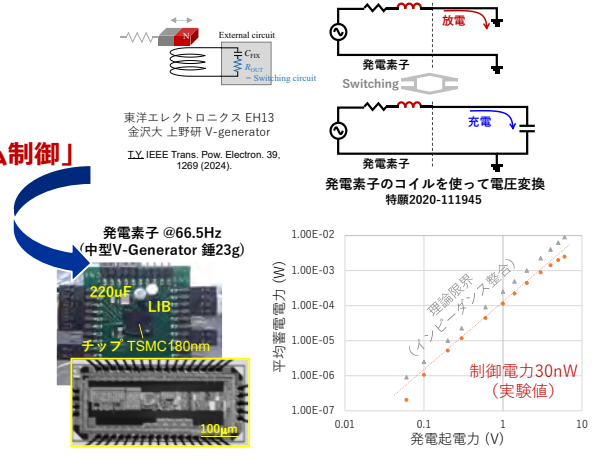 N
External circuit
CFIX
ROUT
– Switching circuit
放電
発電素子
Switching
充電
発電素子
東洋エレクトロニクス EH13
金沢大 上野研 V-generator
T.Y. IEEE Trans. Pow. Electron. 39,
1269 (2024).
発電素子のコイルを使って電圧変換
特願2020-111945
制御」
発電素子 @66.5Hz
(中型V-Generator 錘23g)
220uF
LIB
チップ TSMC180nm
100μm
平均蓄電電力 (W)
1.00E-02
1.00E-03
1.00E-04
1.00E-05
1.00E-06
1.00E-07
理論限界
(インピーダンス整合)
制御電力30nW
(実験値)
0.01
0.1
1
10
発電起電力 (V)